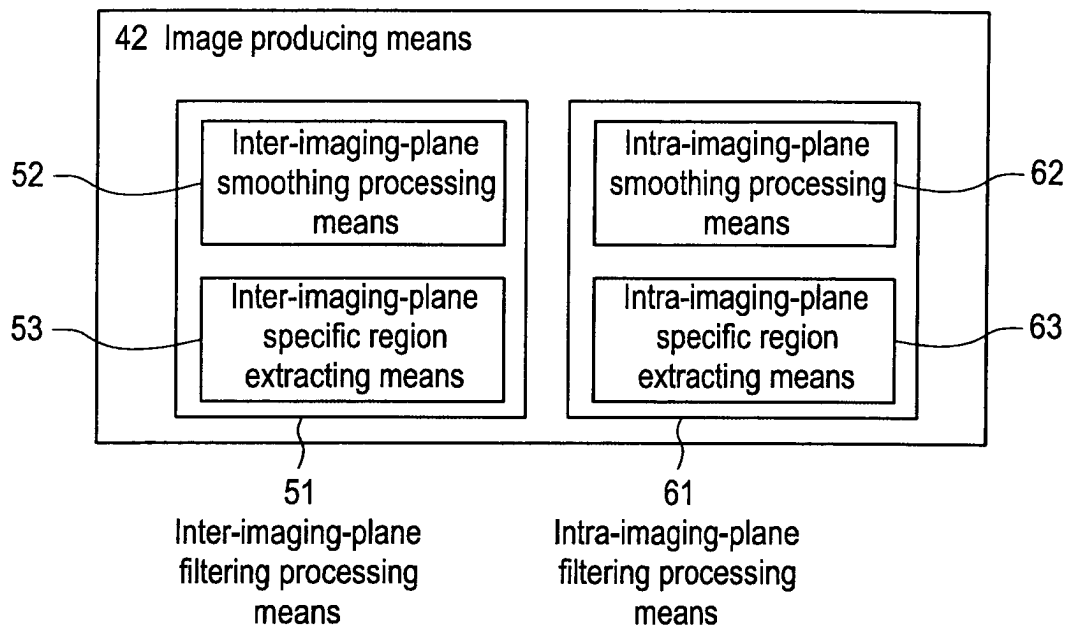 42 Image producing means
Inter-imaging-plane
smoothing processing
means
52
Inter-imaging-plane
specific region
extracting means
53
Intra-imaging-plane
smoothing processing
means
62
Intra-imaging-plane
specific region
extracting means
63
51
Inter-imaging-plane
filtering processing
means
61
Intra-imaging-plane
filtering processing
means